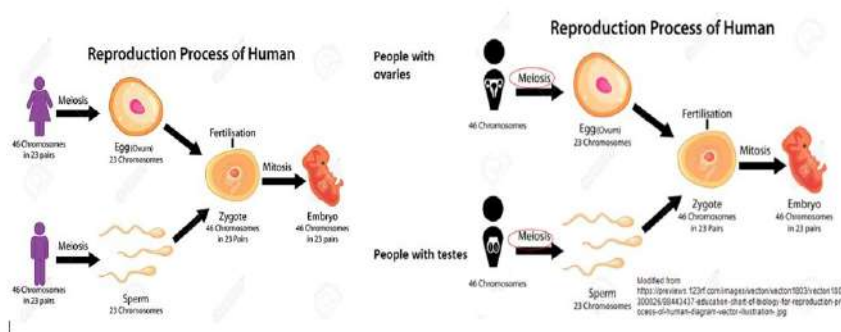 Reproduction Process of Human
Meiosis
46 Chromosomes
in 23 pairs
Egg(Ovum)
23 Chromosomes
Fertilisation
Zygote
46 Chromosomes
in 23 Pairs
Mitosis
Embryo
46 Chromosomes
in 23 pairs
Meiosis
46 Chromosomes
in 23 pairs
Sperm
23 Chromosomes
Reproduction Process of Human
People with
ovaries
Meiosis
46 Chromosomes
Egg(Ovum)
23 Chromosomes
Fertilisation
Zygote
46 Chromosomes
in 23 Pairs
Mitosis
Embryo
46 Chromosomes
in 23 pairs
People with testes
Meiosis
46 Chromosomes
Sperm
23 Chromosomes
Modified from